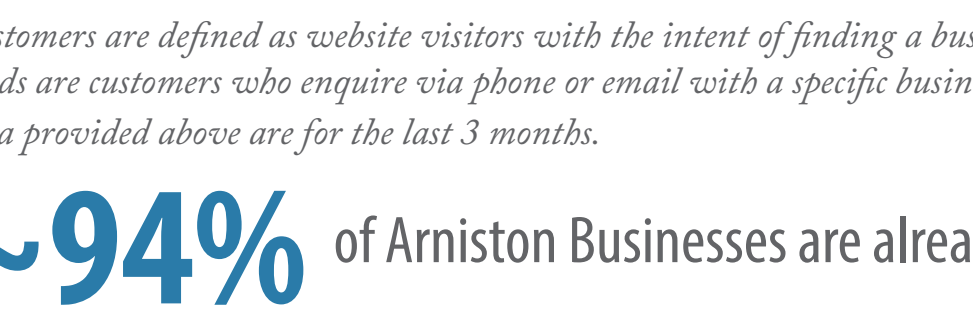 stomers are defined as website visitors with the intent of finding a bus
ds are customers who enquire via phone or email with a specific busin
a provided above are for the last 3 months.
~94% of Arniston Businesses are alrea